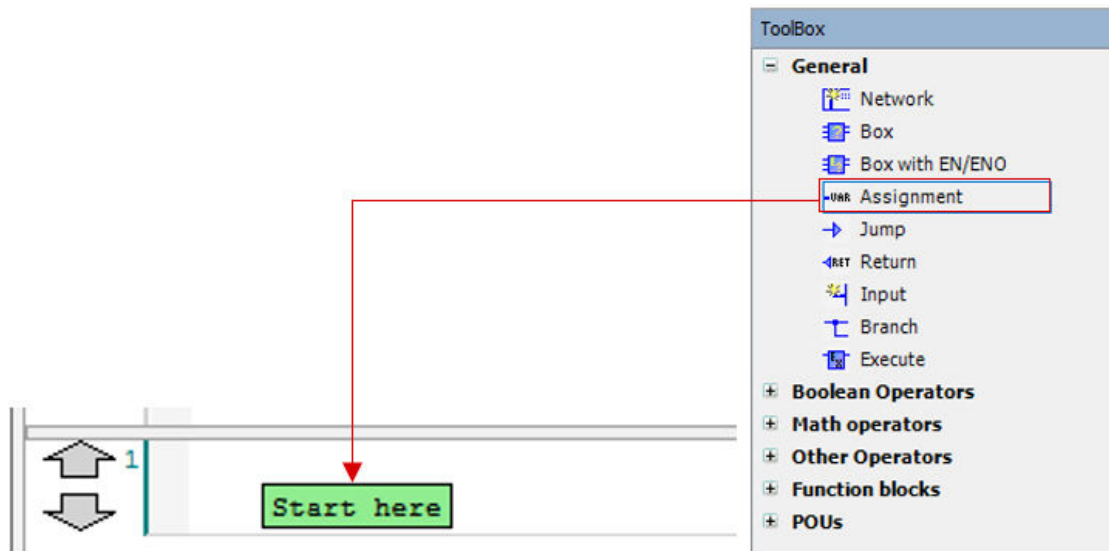 ToolBox
General
Network
Box
Box with EN/ENO
VAR Assignment
Jump
RET Return
Input
Branch
Execute
Boolean Operators
Math operators
Other Operators
Function blocks
POUs
1
Start here